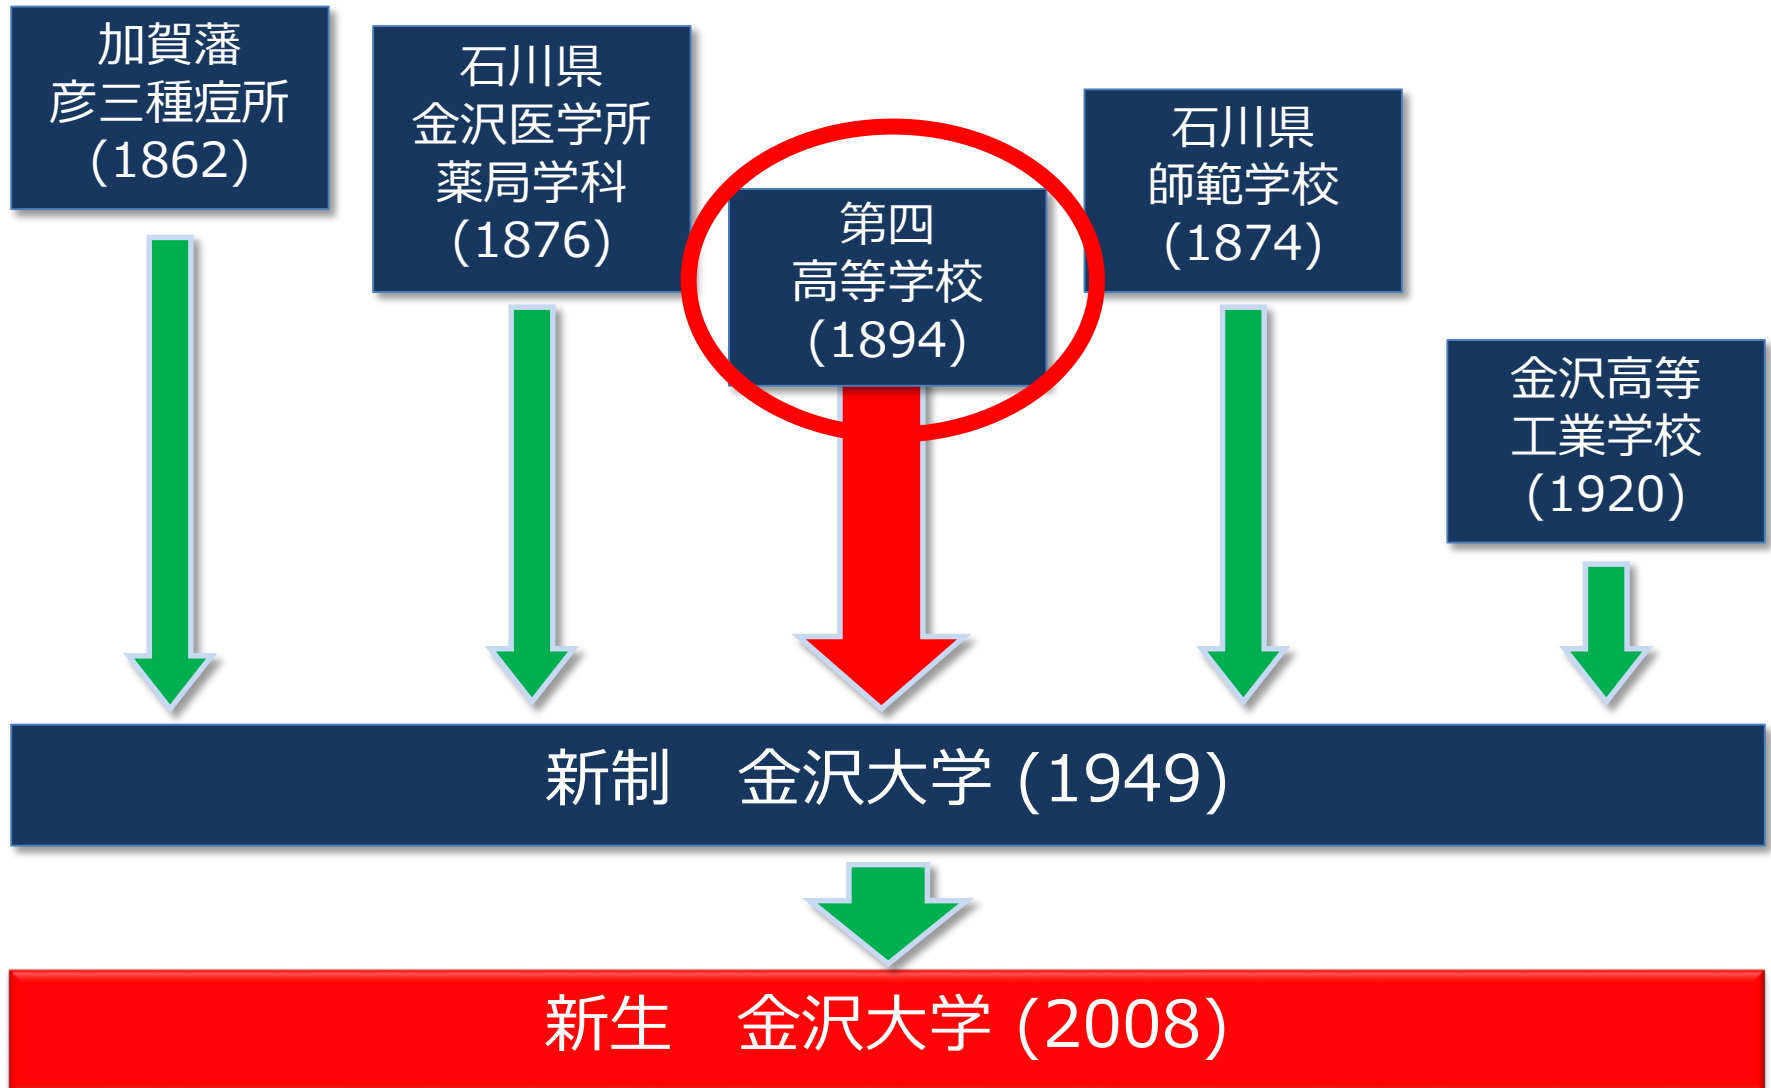 加賀藩
彦三種痘所
(1862)
石川県
金沢医学所
薬局学科
(1876)
第四
高等学校
(1894)
石川県
師範学校
(1874)
金沢高等
工業学校
(1920)
新制　金沢大学 (1949)
新生　金沢大学 (2008)